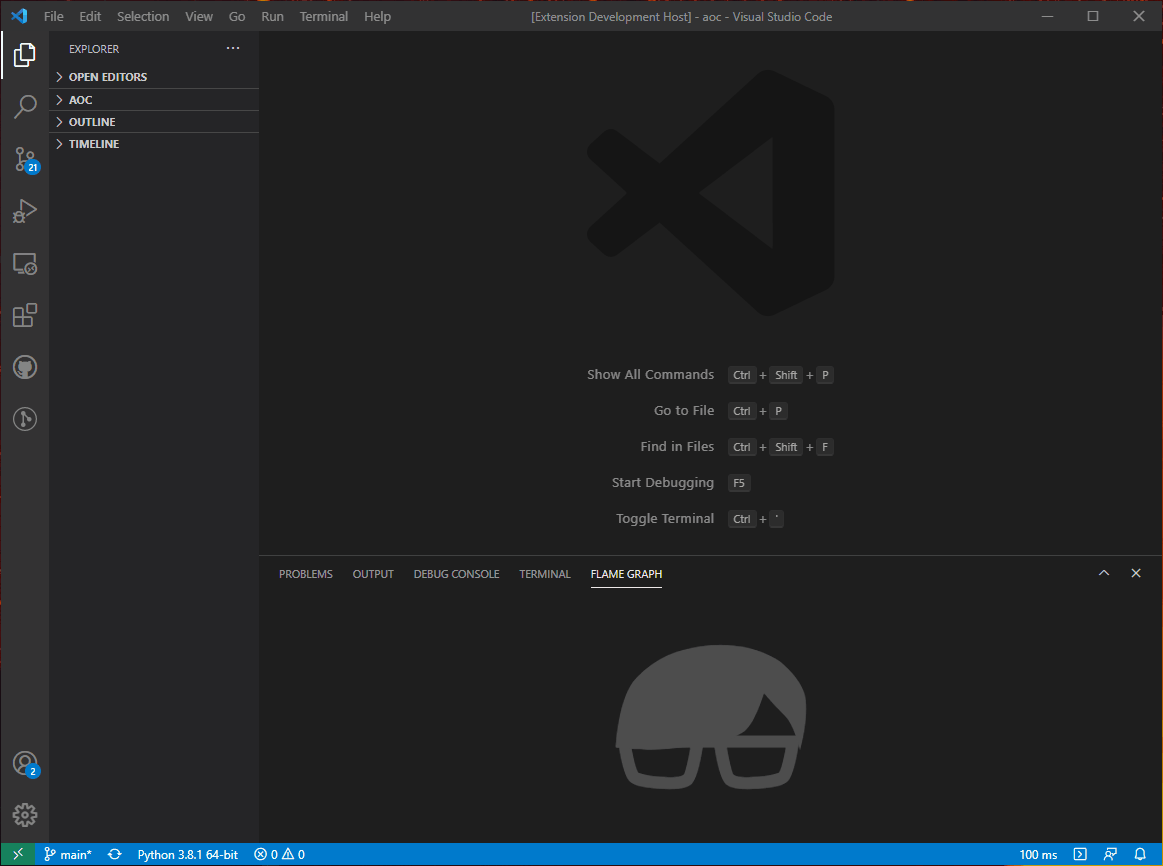 File Edit Selection View Go Run Terminal Help [Extension Development Host] - aoc - Visual Studio Code
EXPLORER ...
OPEN EDITORS
AOC
OUTLINE
TIMELINE
21
Show All Commands Ctrl + Shift + P
Go to File Ctrl + P
Find in Files Ctrl + Shift + F
Start Debugging F5
Toggle Terminal Ctrl + `
PROBLEMS OUTPUT DEBUG CONSOLE TERMINAL FLAME GRAPH
2
main* Python 3.8.1 64-bit 0 0 100 ms